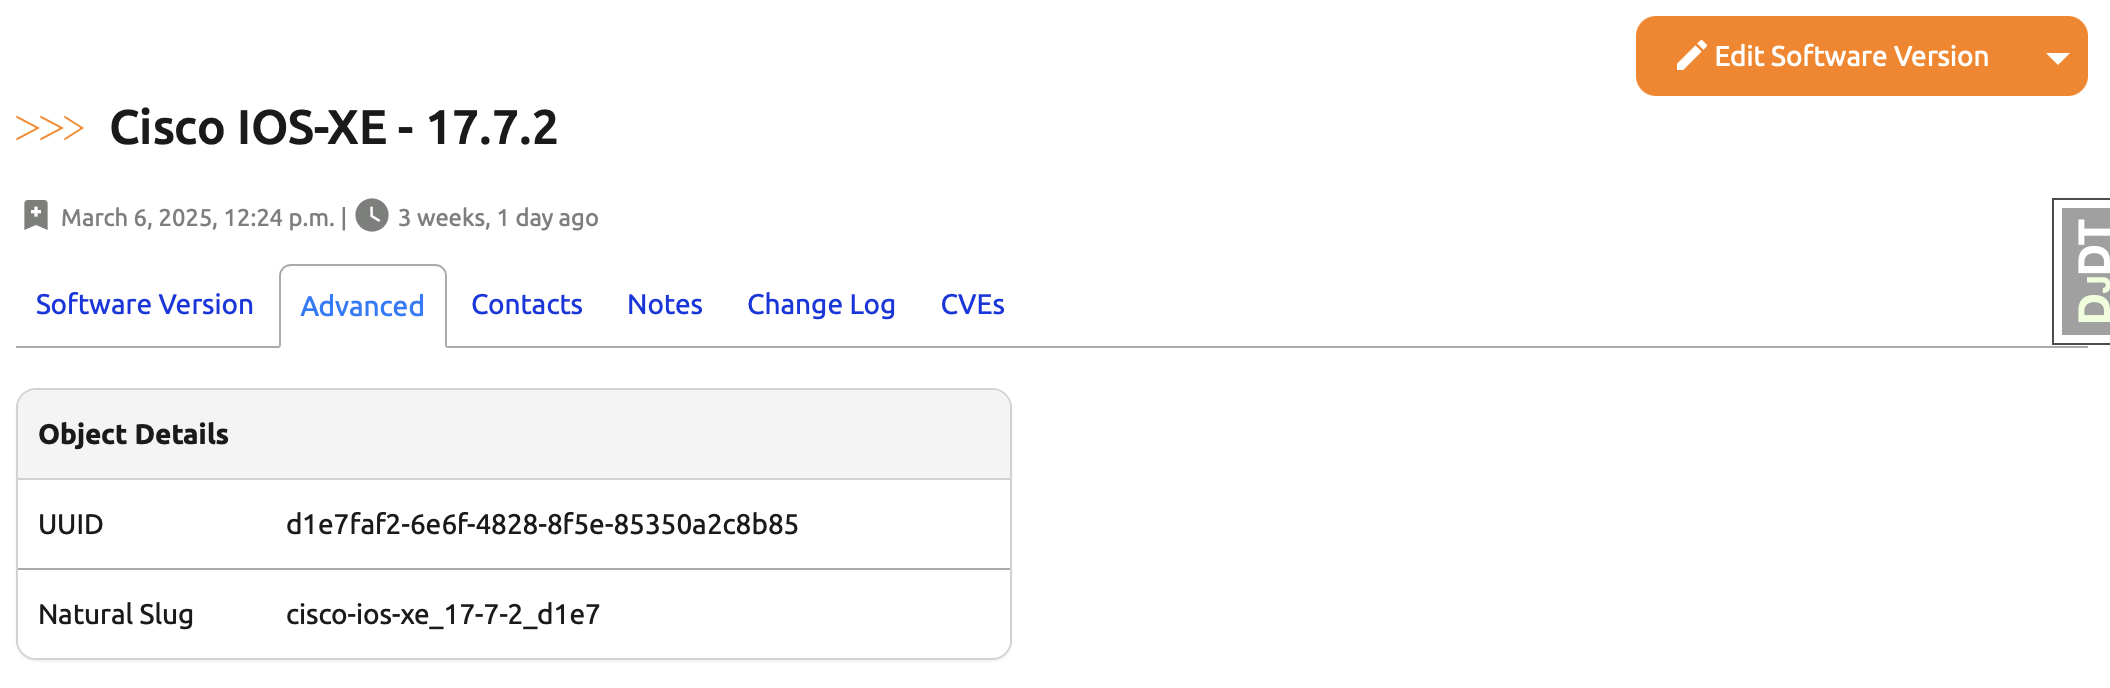 Edit Software Version
Cisco IOS-XE - 17.7.2
March 6, 2025, 12:24 p.m. | 3 weeks, 1 day ago
Software Version Advanced Contacts Notes Change Log CVEs
DJDT
Object Details
UUID d1e7faf2-6e6f-4828-8f5e-85350a2c8b85
Natural Slug cisco-ios-xe_17-7-2_d1e7